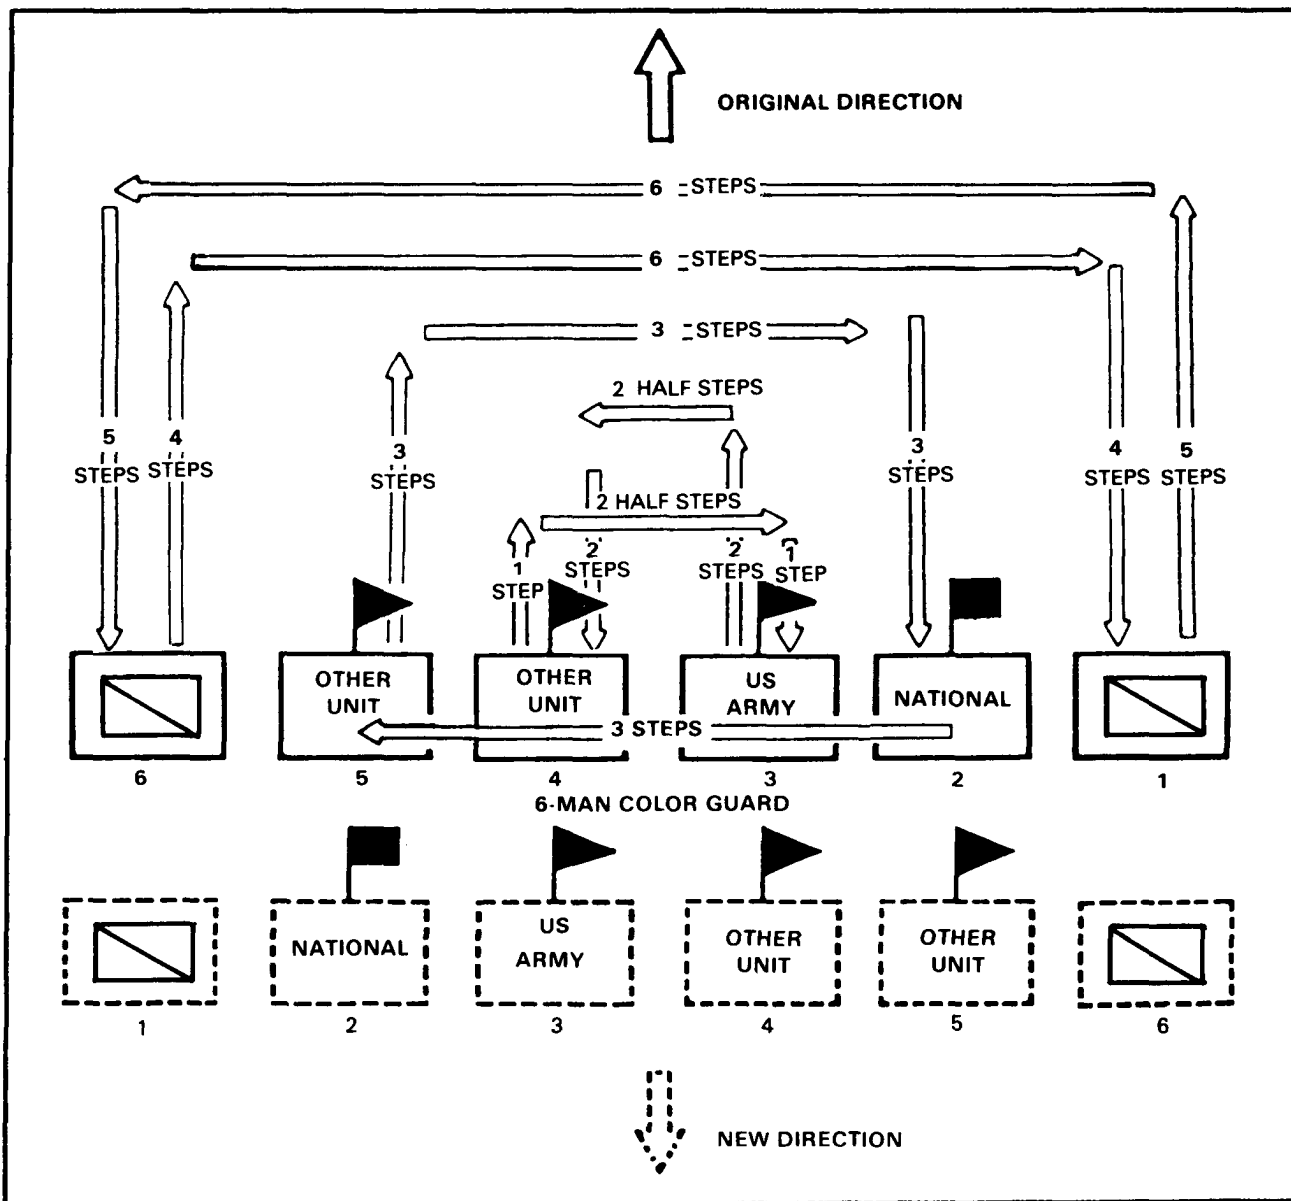 ORIGINAL DIRECTION
6 STEPS
6 STEPS
3 STEPS
2 HALF STEPS
5 STEPS
4 STEPS
3 STEPS
3 STEPS
4 STEPS
5 STEPS
2 HALF STEPS
1 STEP
2 STEPS
2 STEPS
1 STEP
OTHER UNIT
OTHER UNIT
US ARMY
NATIONAL
3 STEPS
6 5 4 3 2 1
6-MAN COLOR GUARD
NATIONAL
US ARMY
OTHER UNIT
OTHER UNIT
1 2 3 4 5 6
NEW DIRECTION